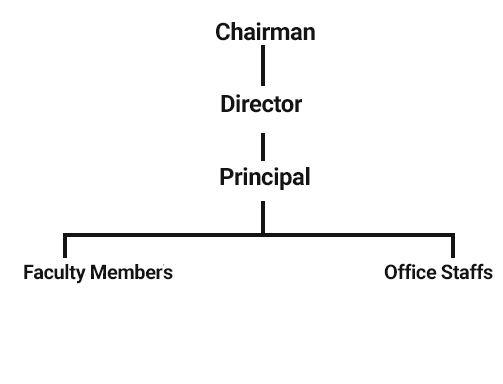 Chairman
Director
Principal
Faculty Members
Office Staffs